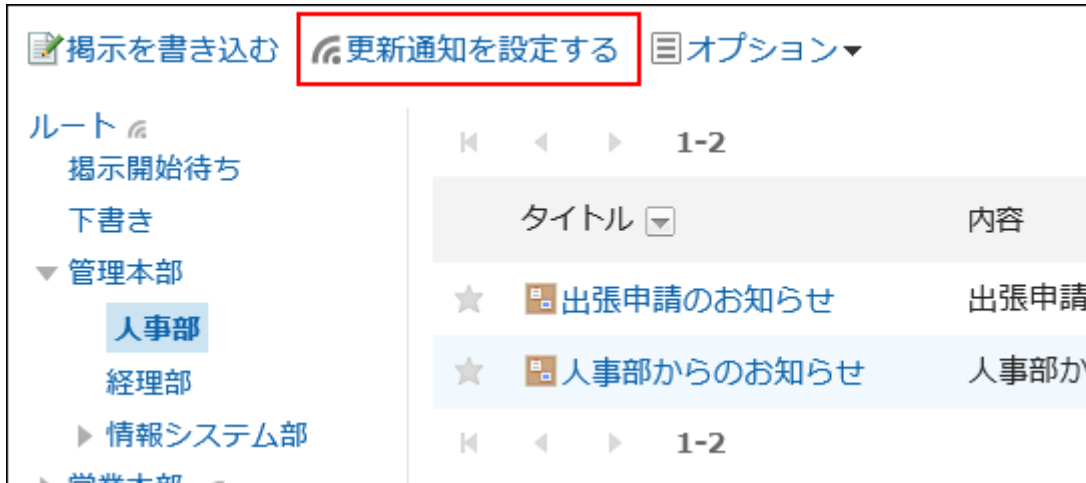 掲示を書き込む 更新通知を設定する オプション
ルート
掲示開始待ち
下書き
管理本部
人事部
経理部
情報システム部
営業本部
1-2
タイトル 内容
出張申請のお知らせ 出張申請
人事部からのお知らせ 人事部か
1-2